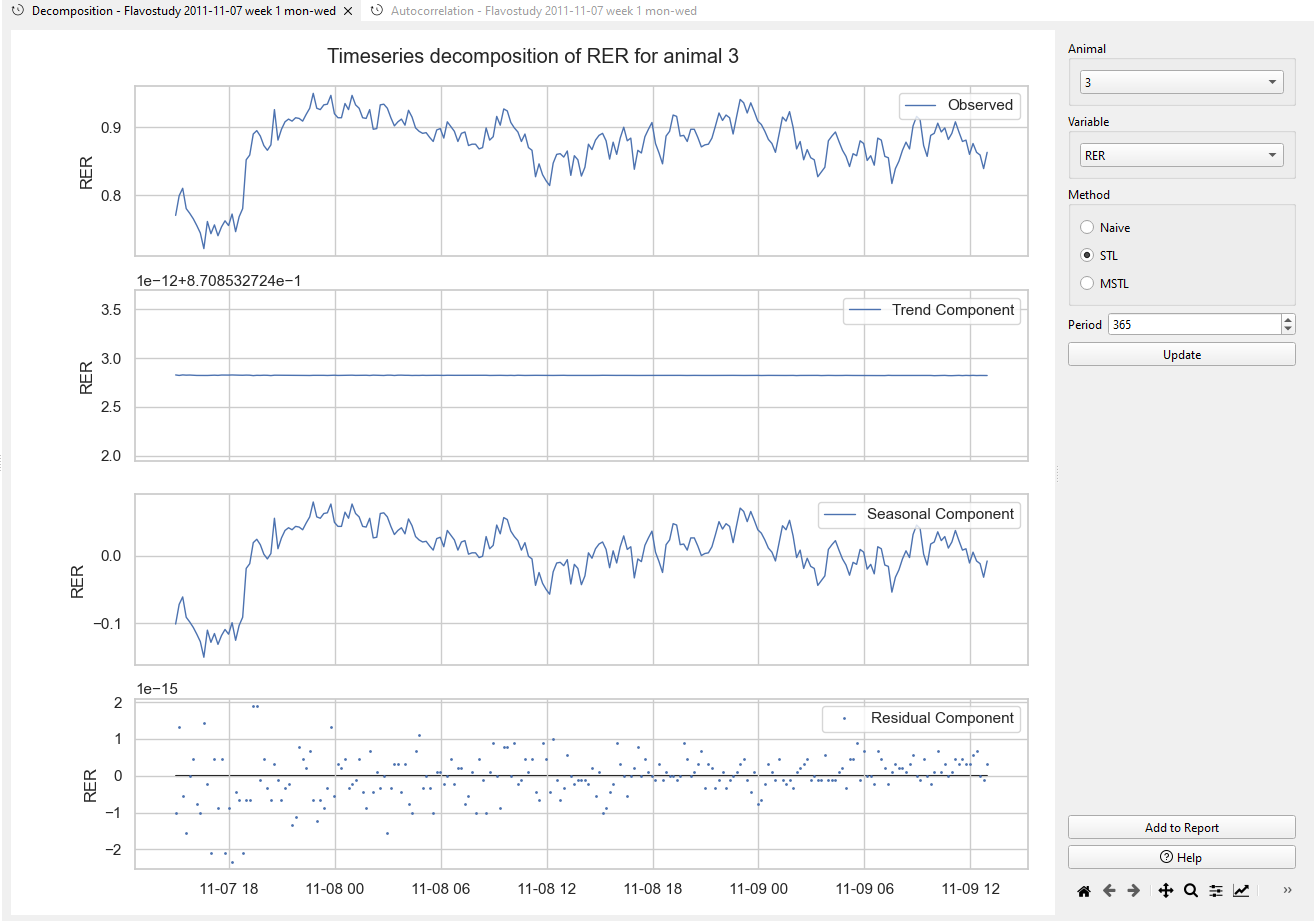 Decomposition - Flavostudy 2011-11-07 week 1 mon-wed
Autocorrelation - Flavostudy 2011-11-07 week 1 mon-wed
Timeseries decomposition of RER for animal 3
Observed
0.9
0.8
RER
1e−12+8.708532724e−1
Trend Component
3.5
3.0
2.5
2.0
RER
Seasonal Component
0.0
−0.1
RER
1e−15
Residual Component
2
1
0
−1
−2
RER
11-07 18 11-08 00 11-08 06 11-08 12 11-08 18 11-09 00 11-09 06 11-09 12
Animal
3
Variable
RER
Method
Naive
STL
MSTL
Period 365
Update
Add to Report
Help